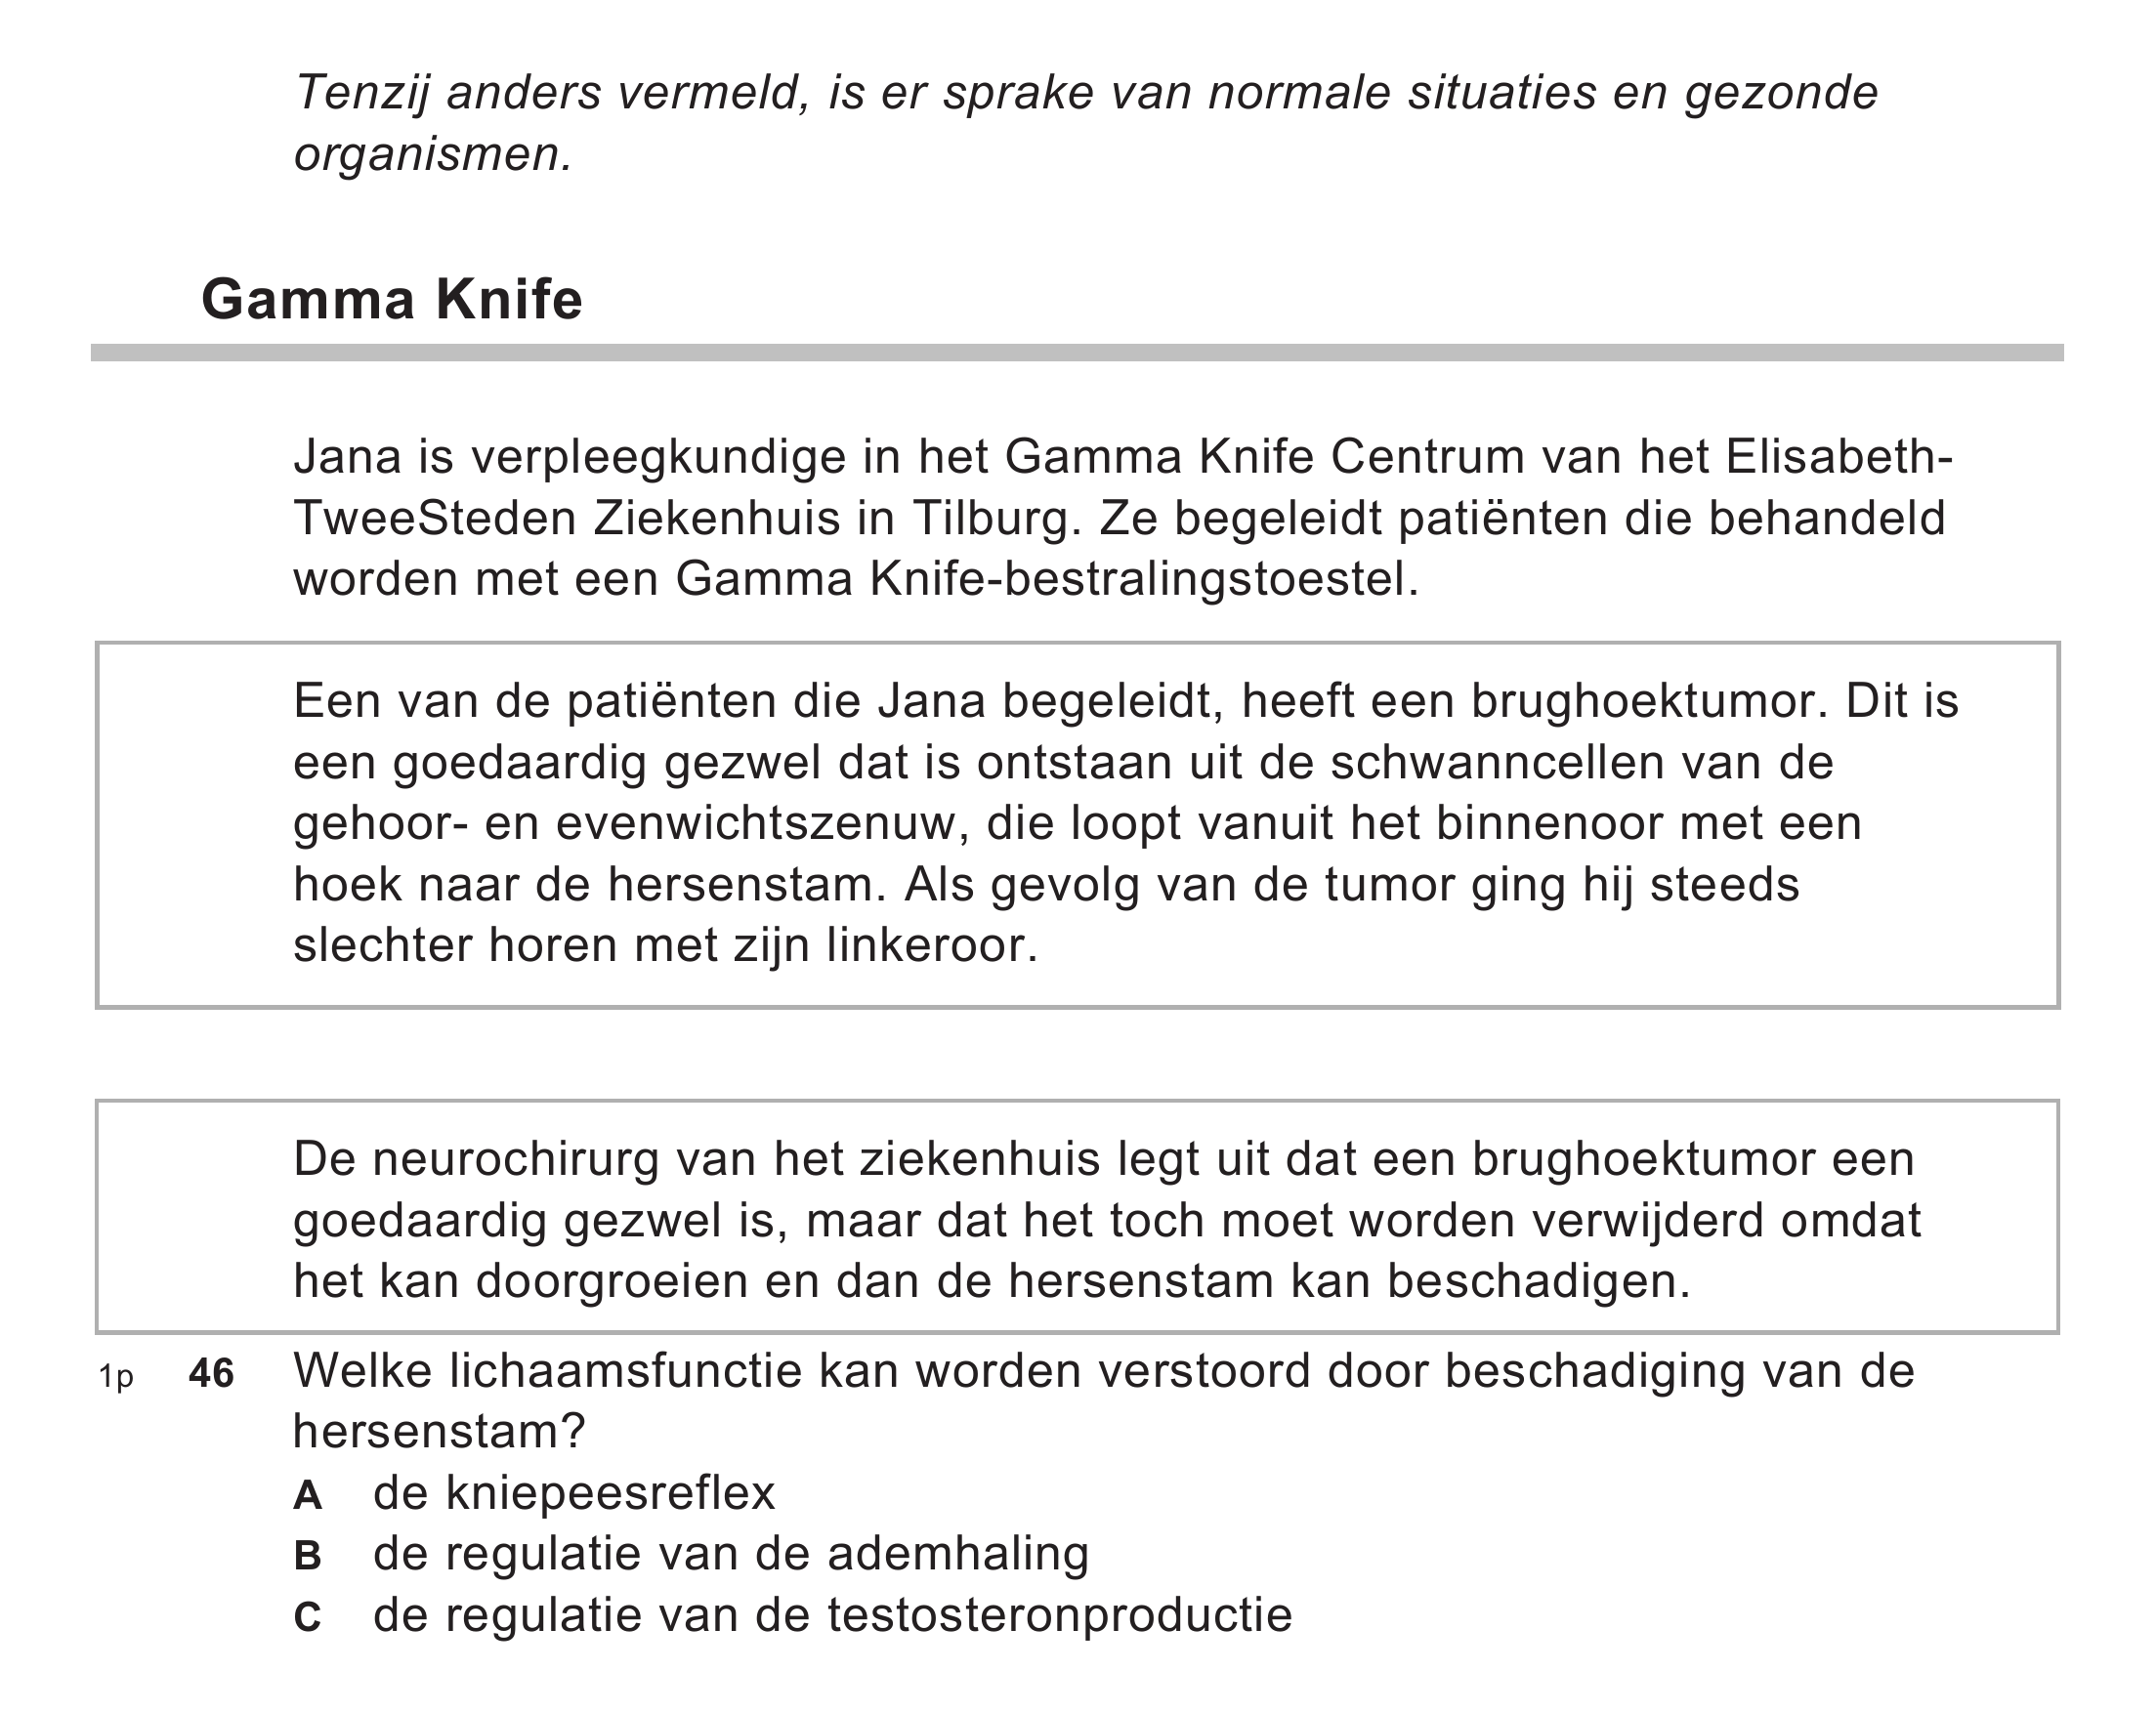 Tenzij anders vermeld, is er sprake van normale situaties en gezonde
organismen.
Gamma Knife
Jana is verpleegkundige in het Gamma Knife Centrum van het Elisabeth-
TweeSteden Ziekenhuis in Tilburg. Ze begeleidt patiënten die behandeld
worden met een Gamma Knife-bestralingstoestel.
Een van de patiënten die Jana begeleidt, heeft een brughoektumor. Dit is
een goedaardig gezwel dat is ontstaan uit de schwanncellen van de
gehoor- en evenwichtszenuw, die loopt vanuit het binnenoor met een
hoek naar de hersenstam. Als gevolg van de tumor ging hij steeds
slechter horen met zijn linkeroor.
De neurochirurg van het ziekenhuis legt uit dat een brughoektumor een
goedaardig gezwel is, maar dat het toch moet worden verwijderd omdat
het kan doorgroeien en dan de hersenstam kan beschadigen.
1p 46 Welke lichaamsfunctie kan worden verstoord door beschadiging van de
hersenstam?
A de kniepeesreflex
B de regulatie van de ademhaling
C de regulatie van de testosteronproductie